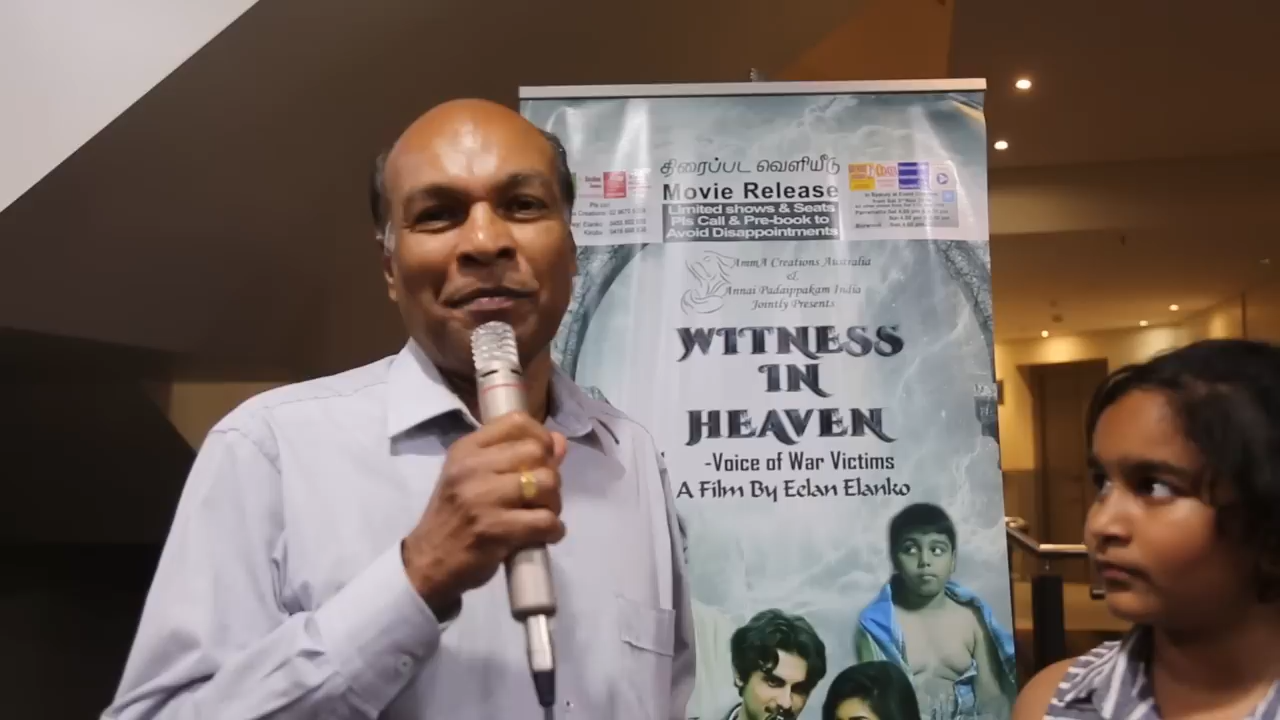 திரைப்பட வெளியீடு
Movie Release
Limited shows & Seats
Pls Call & Pre-book to
Avoid Disappointments
AmmA Creations Australia
&
Annai Padaippakam India
Jointly Presents
WITNESS
IN
HEAVEN
-Voice of War Victims
A Film By Eelan Elanko